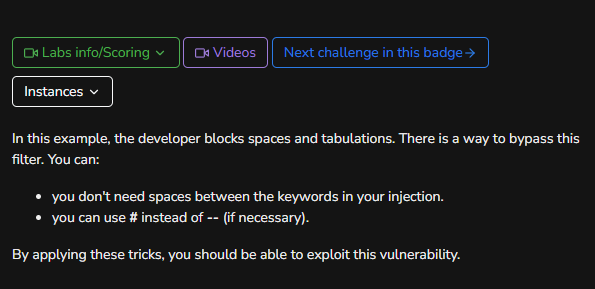 Labs info/Scoring
Videos
Next challenge in this badge
Instances
In this example, the developer blocks spaces and tabulations. There is a way to bypass this
filter. You can:
you don't need spaces between the keywords in your injection.
you can use # instead of -- (if necessary).
By applying these tricks, you should be able to exploit this vulnerability.